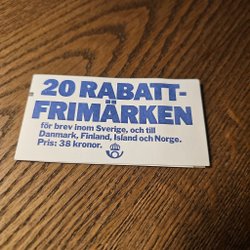 20 RABATT-
FRIMÄRKEN
för brev inom Sverige, och till
Danmark, Finland, Island och Norge.
Pris: 38 kronor.